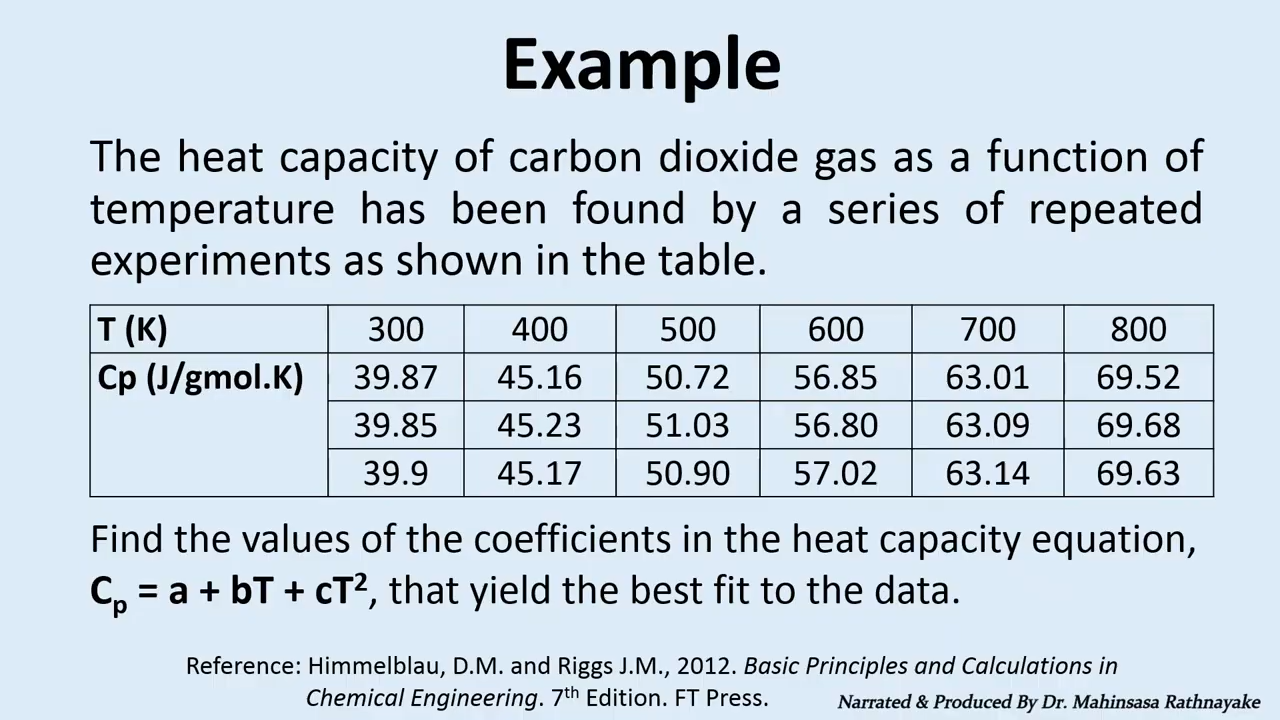 Example
The heat capacity of carbon dioxide gas as a function of
temperature has been found by a series of repeated
experiments as shown in the table.
T (K) 300 400 500 600 700 800
Cp (J/gmol.K) 39.87 45.16 50.72 56.85 63.01 69.52
39.85 45.23 51.03 56.80 63.09 69.68
39.9 45.17 50.90 57.02 63.14 69.63
Find the values of the coefficients in the heat capacity equation,
Cₚ = a + bT + cT², that yield the best fit to the data.
Reference: Himmelblau, D.M. and Riggs J.M., 2012. Basic Principles and Calculations in
Chemical Engineering. 7th Edition. FT Press.
Narrated & Produced By Dr. Mahinsasa Rathnayake